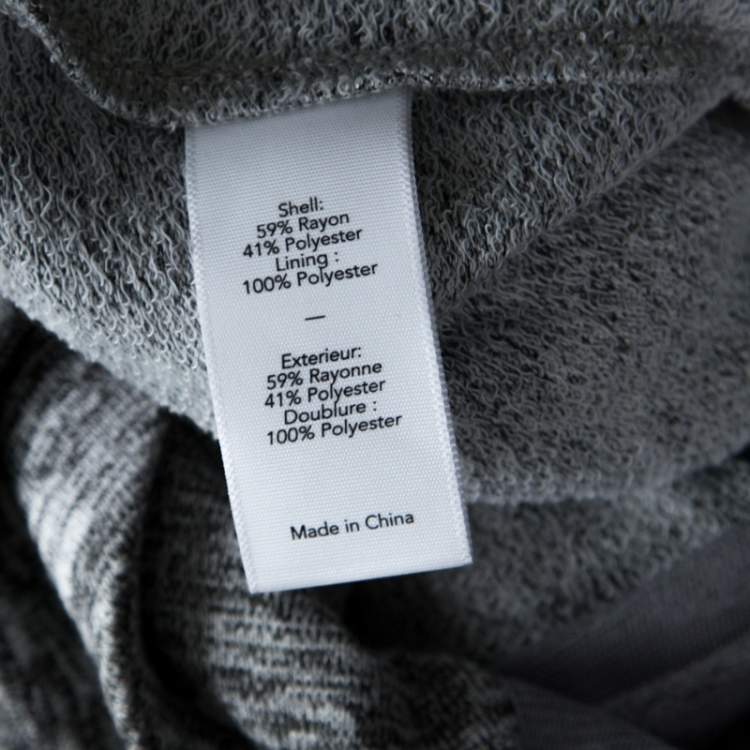 Shell:
59% Rayon
41% Polyester
Lining :
100% Polyester
—
Exterieur:
59% Rayonne
41% Polyester
Doublure :
100% Polyester
Made in China